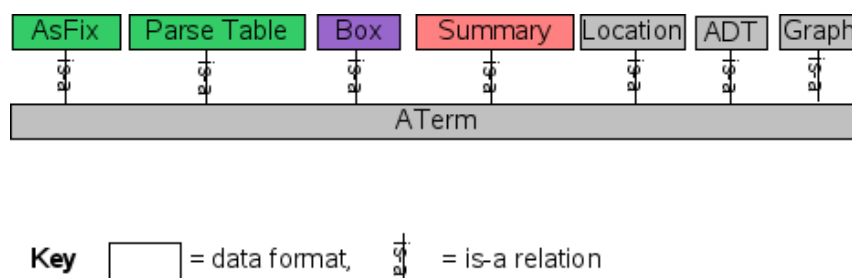 AsFix Parse Table Box Summary Location ADT Graph
is-a is-a is-a is-a is-a is-a is-a
ATerm
Key = data format, is-a = is-a relation